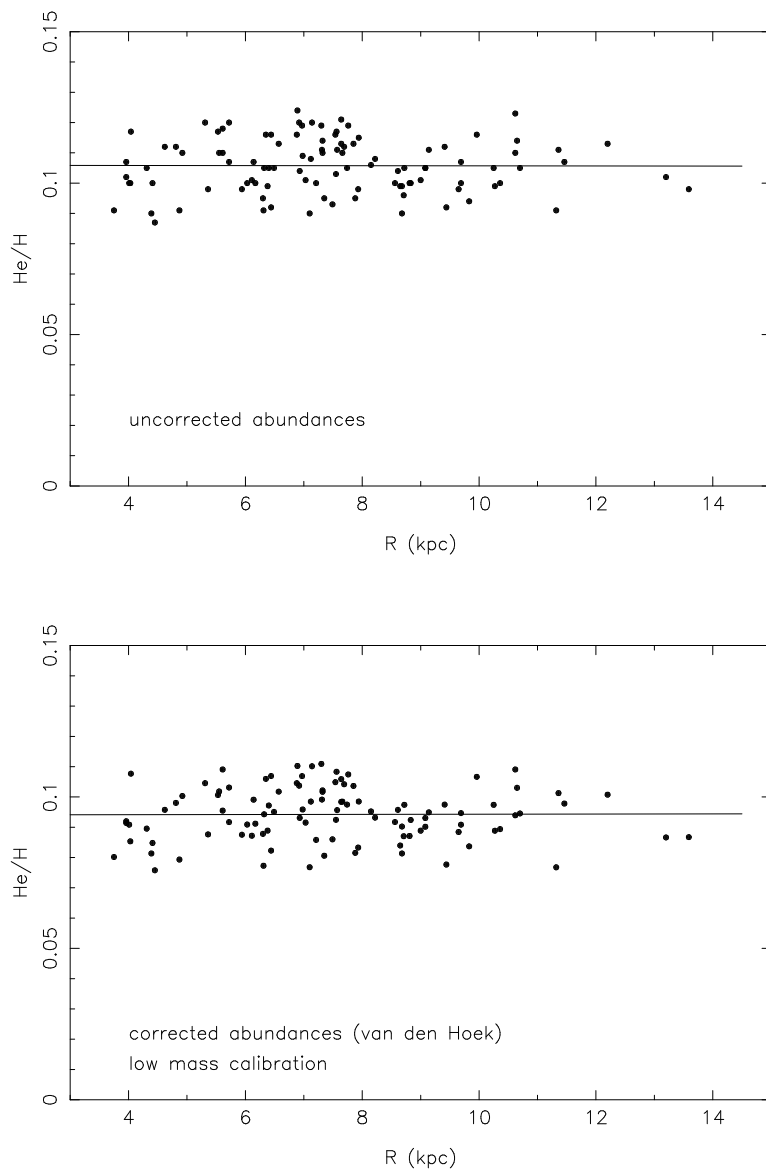 0.15
0.1
0.05
0
He/H
uncorrected abundances
4 6 8 10 12 14
R (kpc)
0.15
0.1
0.05
0
He/H
corrected abundances (van den Hoek)
low mass calibration
4 6 8 10 12 14
R (kpc)